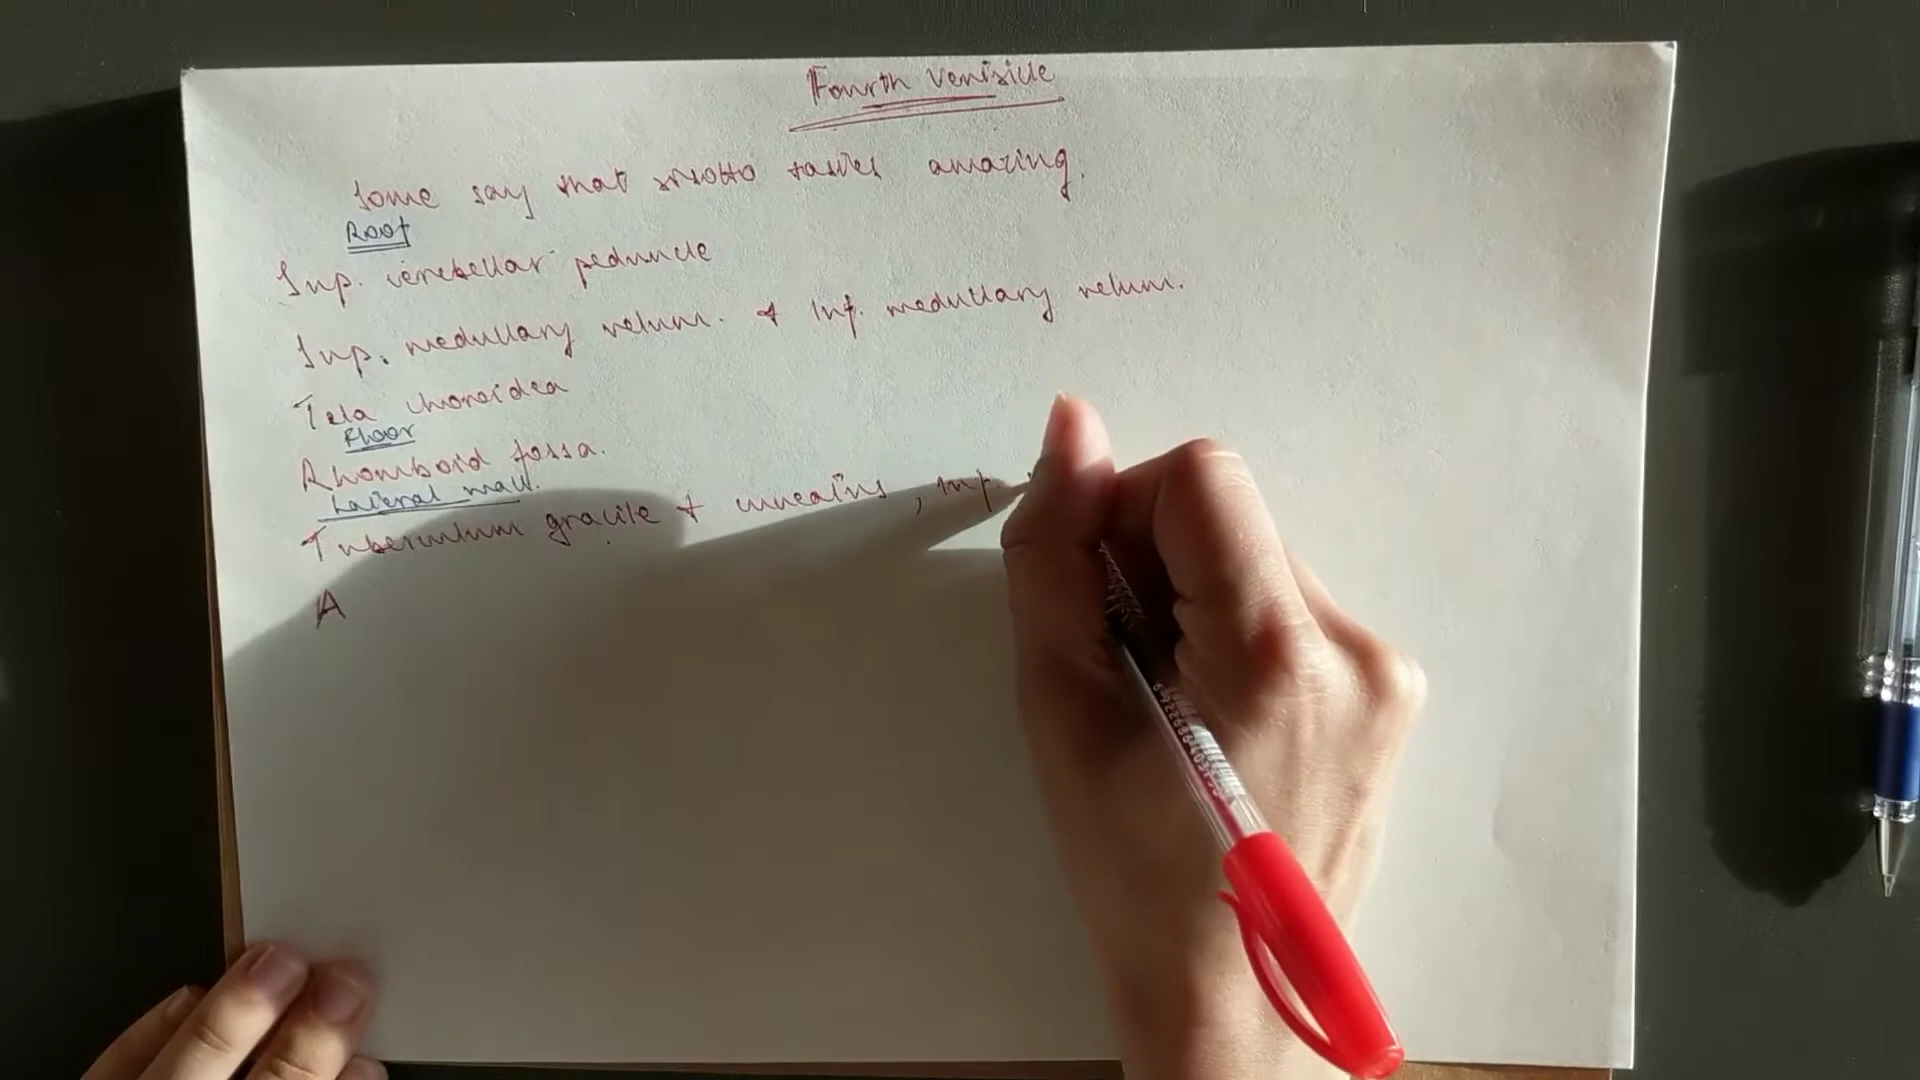 Fourth Ventricle
Some say that risotto tastes amazing.
Roof
Sup. cerebellar peduncle
Sup. medullary velum. & Inf. medullary velum.
Tela choroidea
Floor
Rhomboid fossa.
Lateral wall.
Tuberculum gracile & cuneatus, Inf.
A